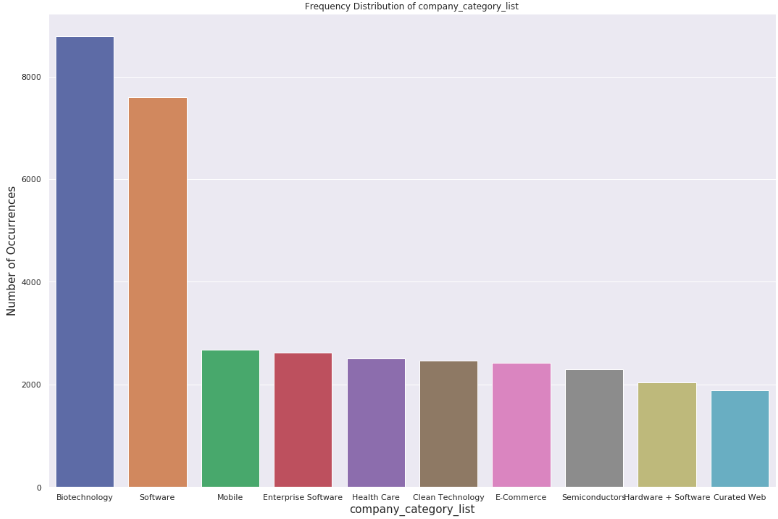 Frequency Distribution of company_category_list
Number of Occurrences
8000
6000
4000
2000
0
Biotechnology Software Mobile Enterprise Software Health Care Clean Technology E-Commerce Semiconductors Hardware + Software Curated Web
company_category_list